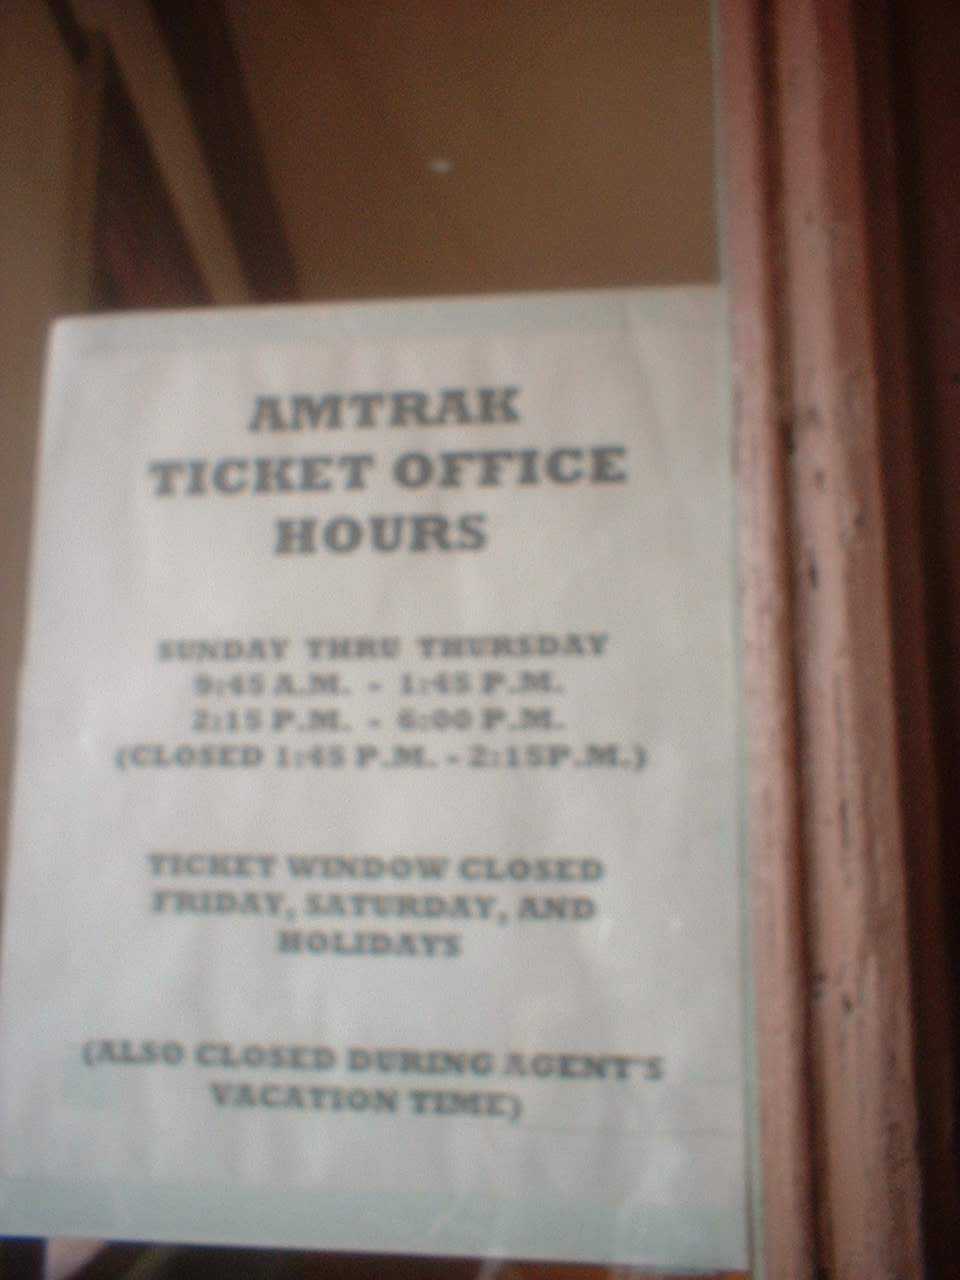 AMTRAK
TICKET OFFICE
HOURS
SUNDAY THRU THURSDAY
9:45 A.M. - 1:45 P.M.
2:15 P.M. - 6:00 P.M.
(CLOSED 1:45 P.M. - 2:15P.M.)
TICKET WINDOW CLOSED
FRIDAY, SATURDAY, AND
HOLIDAYS
(ALSO CLOSED DURING AGENT'S
VACATION TIME)